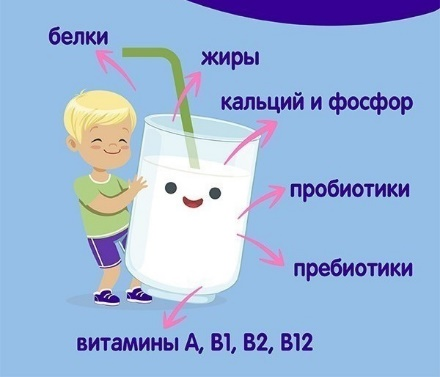 белки
жиры
кальций и фосфор
пробиотики
пребиотики
витамины А, В1, В2, В12